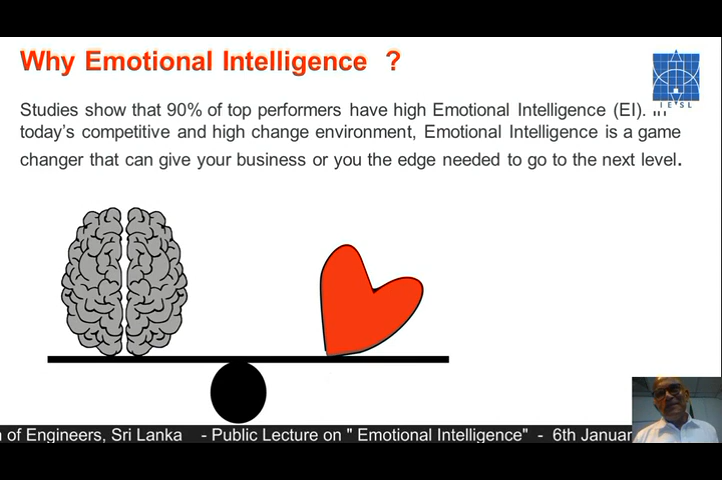 Why Emotional Intelligence ?
IESL
Studies show that 90% of top performers have high Emotional Intelligence (EI). In
today's competitive and high change environment, Emotional Intelligence is a game
changer that can give your business or you the edge needed to go to the next level.
of Engineers, Sri Lanka - Public Lecture on " Emotional Intelligence" - 6th Januar